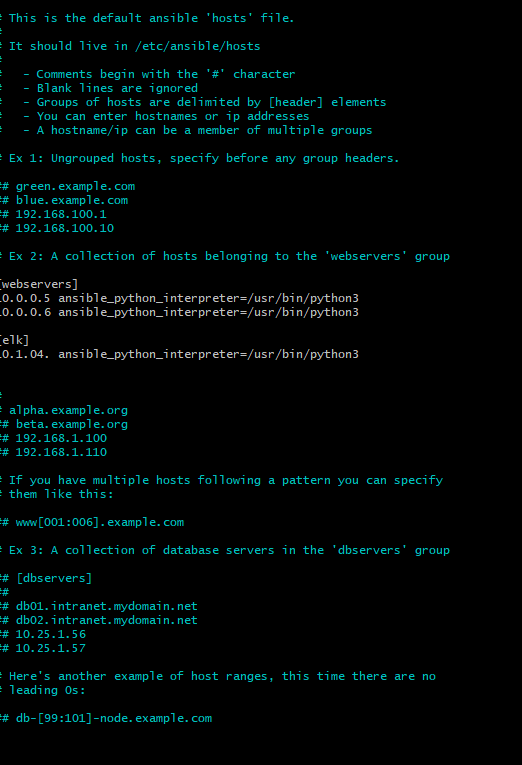 # This is the default ansible 'hosts' file.
#
# It should live in /etc/ansible/hosts
#
#   - Comments begin with the '#' character
#   - Blank lines are ignored
#   - Groups of hosts are delimited by [header] elements
#   - You can enter hostnames or ip addresses
#   - A hostname/ip can be a member of multiple groups
# Ex 1: Ungrouped hosts, specify before any group headers.
## green.example.com
## blue.example.com
## 192.168.100.1
## 192.168.100.10
# Ex 2: A collection of hosts belonging to the 'webservers' group
[webservers]
10.0.0.5 ansible_python_interpreter=/usr/bin/python3
10.0.0.6 ansible_python_interpreter=/usr/bin/python3
[elk]
10.1.04. ansible_python_interpreter=/usr/bin/python3
#
# alpha.example.org
## beta.example.org
## 192.168.1.100
## 192.168.1.110
# If you have multiple hosts following a pattern you can specify
# them like this:
## www[001:006].example.com
# Ex 3: A collection of database servers in the 'dbservers' group
## [dbservers]
##
## db01.intranet.mydomain.net
## db02.intranet.mydomain.net
## 10.25.1.56
## 10.25.1.57
# Here's another example of host ranges, this time there are no
# leading 0s:
## db-[99:101]-node.example.com